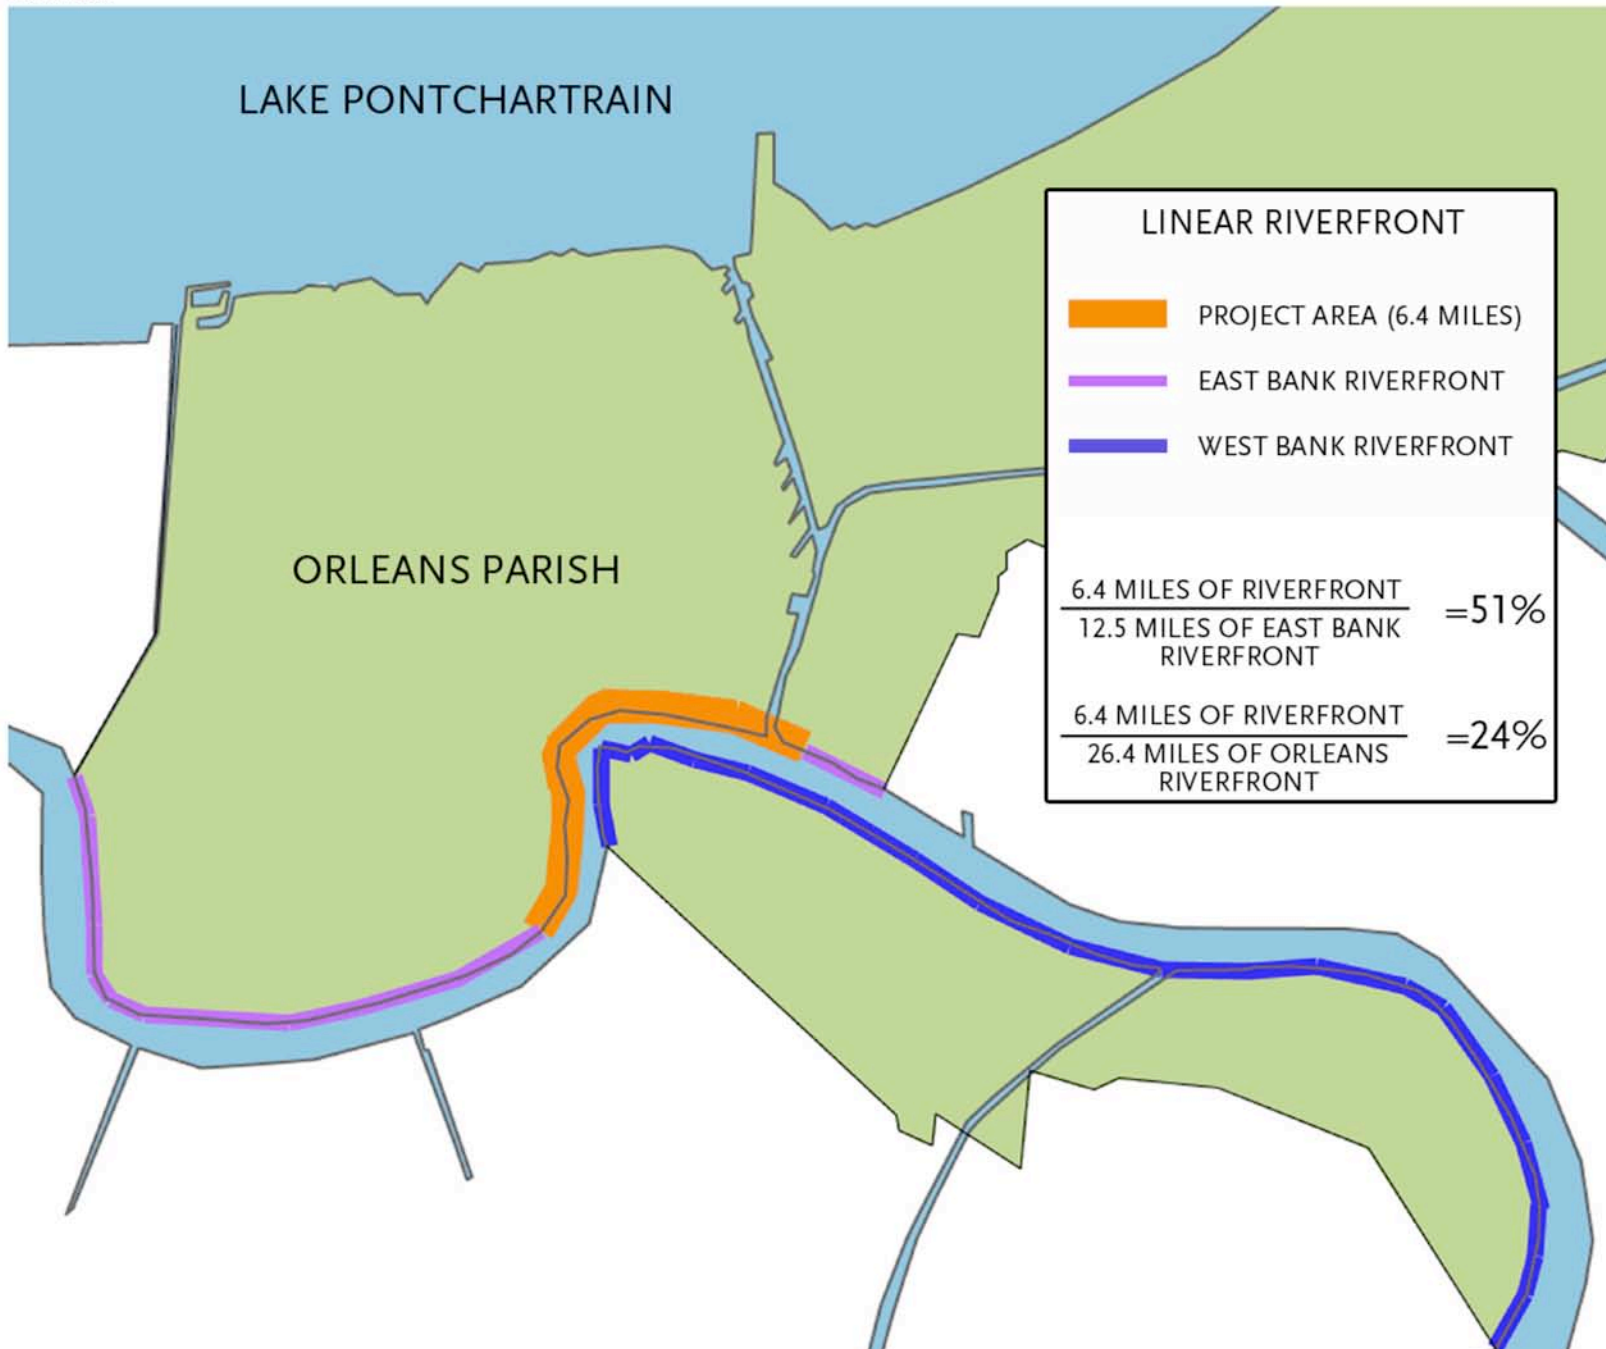 LAKE PONTCHARTRAIN
ORLEANS PARISH
LINEAR RIVERFRONT
PROJECT AREA (6.4 MILES)
EAST BANK RIVERFRONT
WEST BANK RIVERFRONT
6.4 MILES OF RIVERFRONT
12.5 MILES OF EAST BANK
RIVERFRONT
=51%
6.4 MILES OF RIVERFRONT
26.4 MILES OF ORLEANS
RIVERFRONT
=24%